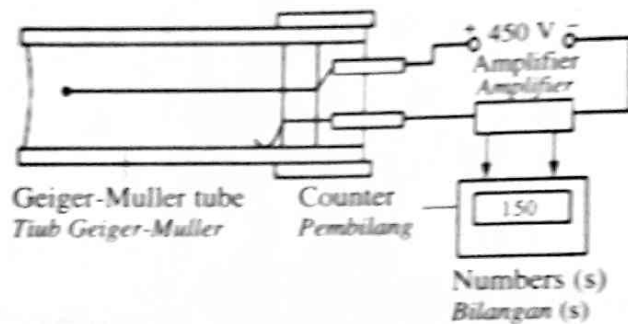 + 450 V −
Amplifier
Amplifier
Geiger-Muller tube
Tiub Geiger-Muller
Counter
Pembilang
150
Numbers (s)
Bilangan (s)